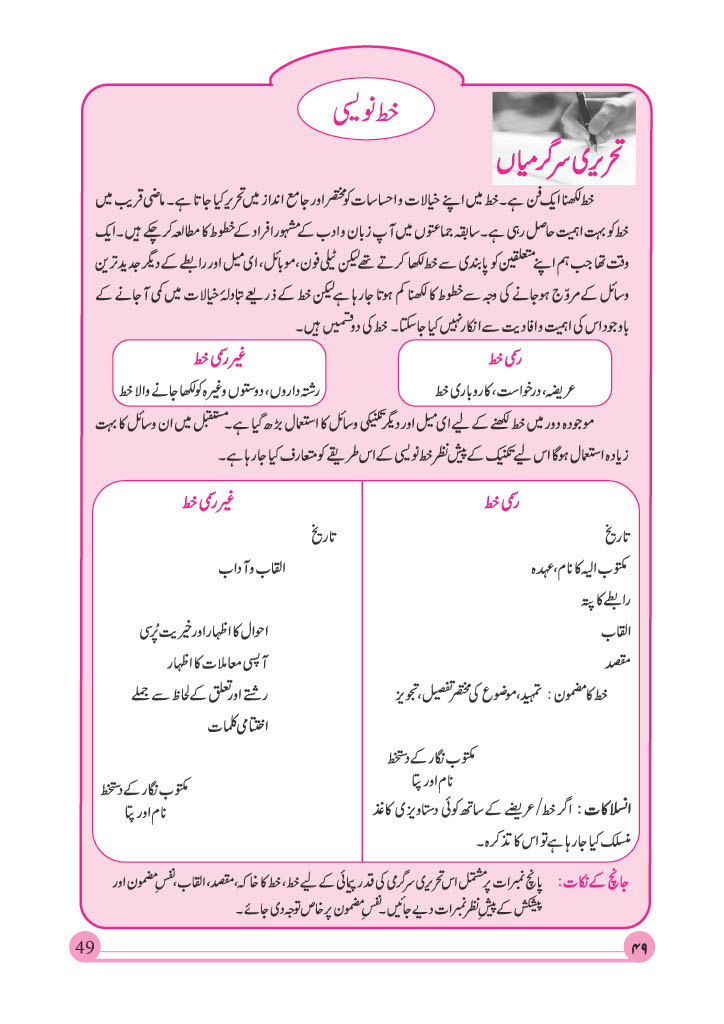 خط نویسی
تحریری سرگرمیاں
خط لکھنا ایک فن ہے۔ خط میں اپنے خیالات و احساسات کو مختصر اور جامع انداز میں تحریر کیا جاتا ہے۔ ماضی قریب میں
خط کو بہت اہمیت حاصل رہی ہے۔ سابقہ جماعتوں میں آپ زبان و ادب کے مشہور افراد کے خطوط کا مطالعہ کر چکے ہیں۔ ایک
وقت تھا جب ہم اپنے متعلقین کو پابندی سے خط لکھا کرتے تھے لیکن ٹیلی فون، موبائل، ای میل اور رابطے کے دیگر جدید ترین
وسائل کے مروّج ہو جانے کی وجہ سے خطوط کا لکھنا کم ہوتا جا رہا ہے لیکن خط کے ذریعے تبادلۂ خیالات میں کمی آ جانے کے
باوجود اس کی اہمیت و افادیت سے انکار نہیں کیا جاسکتا۔ خط کی دو قسمیں ہیں۔
رسمی خط
عریضہ، درخواست، کاروباری خط
غیر رسمی خط
رشتہ داروں، دوستوں وغیرہ کو لکھا جانے والا خط
موجودہ دور میں خط لکھنے کے لیے ای میل اور دیگر تکنیکی وسائل کا استعمال بڑھ گیا ہے۔ مستقبل میں ان وسائل کا بہت
زیادہ استعمال ہوگا اس لیے تکنیک کے پیش نظر خط نویسی کے اس طریقے کو متعارف کیا جا رہا ہے۔
رسمی خط
تاریخ
مکتوب الیہ کا نام، عہدہ
رابطے کا پتہ
القاب
مقصد
خط کا مضمون : تمہید، موضوع کی مختصر تفصیل، تجویز
مکتوب نگار کے دستخط
نام اور پتا
انسلاکات : اگر خط/عریضے کے ساتھ کوئی دستاویزی کاغذ
منسلک کیا جا رہا ہے تو اس کا تذکرہ۔
غیر رسمی خط
تاریخ
القاب و آداب
احوال کا اظہار اور خیریت پُرسی
آپسی معاملات کا اظہار
رشتے اور تعلق کے لحاظ سے جملے
اختتامی کلمات
مکتوب نگار کے دستخط
نام اور پتا
جانچ کے نکات : پانچ نمبرات پر مشتمل اس تحریری سرگرمی کی قدر پیمائی کے لیے خط، خط کا خاکہ، مقصد، القاب، نفسِ مضمون اور
پیشکش کے پیشِ نظر نمبرات دیے جائیں۔ نفسِ مضمون پر خاص توجہ دی جائے۔
49
۴۹